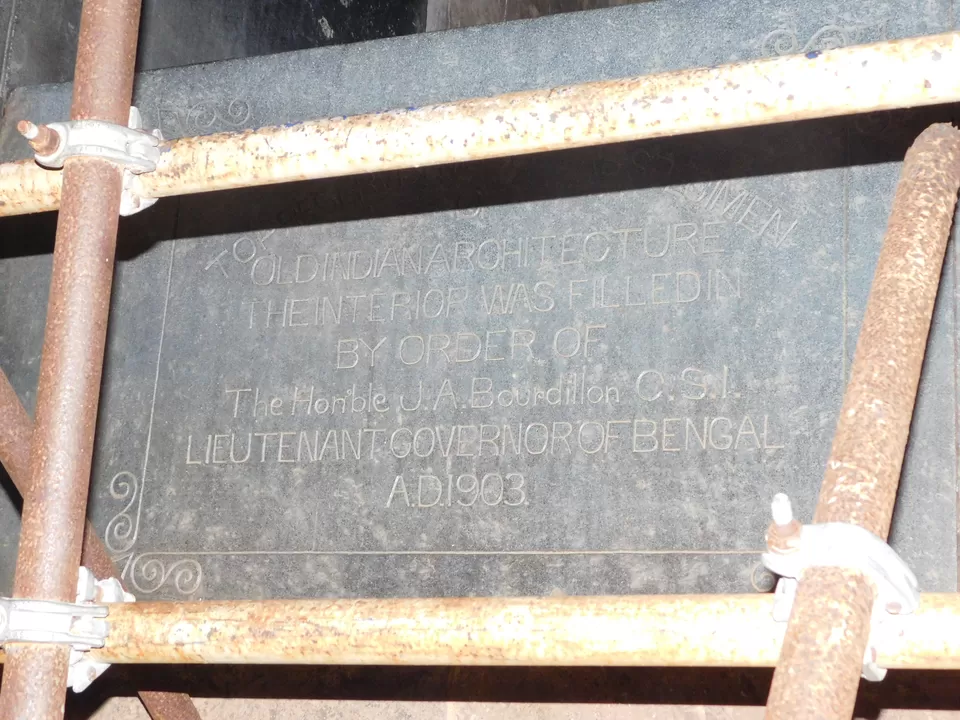 TO
OLD INDIAN ARCHITECTURE
THE INTERIOR WAS FILLED IN
BY ORDER OF
The Hon'ble J. A. Bourdillon C. S. I.
LIEUTENANT GOVERNOR OF BENGAL
A.D. 1903.